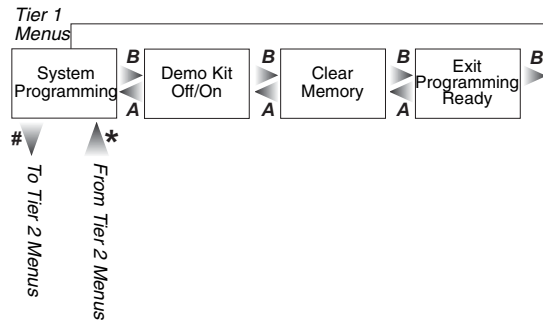 Tier 1
Menus
System
Programming
B
A
Demo Kit
Off/On
B
A
Clear
Memory
B
A
Exit
Programming
Ready
B
#
*
To Tier 2 Menus
From Tier 2 Menus